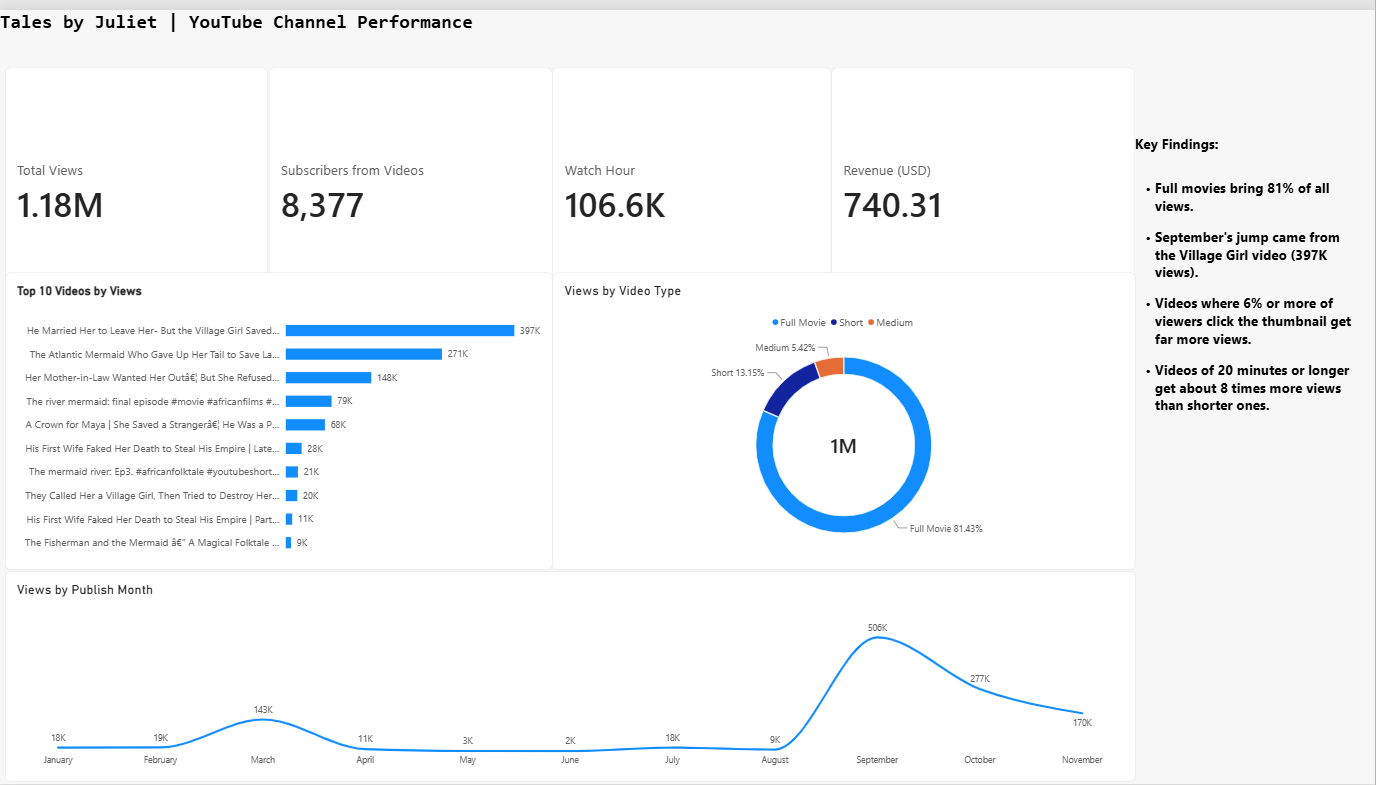 Tales by Juliet | YouTube Channel Performance
Total Views
1.18M
Subscribers from Videos
8,377
Watch Hour
106.6K
Revenue (USD)
740.31
Key Findings:
• Full movies bring 81% of all
views.
• September's jump came from
the Village Girl video (397K
views).
• Videos where 6% or more of
viewers click the thumbnail get
far more views.
• Videos of 20 minutes or longer
get about 8 times more views
than shorter ones.
Top 10 Videos by Views
He Married Her to Leave Her- But the Village Girl Saved... 397K
The Atlantic Mermaid Who Gave Up Her Tail to Save La... 271K
Her Mother-in-Law Wanted Her Outâ€¦ But She Refused... 148K
The river mermaid: final episode #movie #africanfilms #... 79K
A Crown for Maya | She Saved a Strangerâ€¦ He Was a P... 68K
His First Wife Faked Her Death to Steal His Empire | Late... 28K
The mermaid river: Ep3. #africanfolktale #youtubeshort... 21K
They Called Her a Village Girl, Then Tried to Destroy Her... 20K
His First Wife Faked Her Death to Steal His Empire | Part... 11K
The Fisherman and the Mermaid â€" A Magical Folktale ... 9K
Views by Video Type
Full Movie Short Medium
Medium 5.42%
Short 13.15%
1M
Full Movie 81.43%
Views by Publish Month
18K 19K 143K 11K 3K 2K 18K 9K 506K 277K 170K
January February March April May June July August September October November